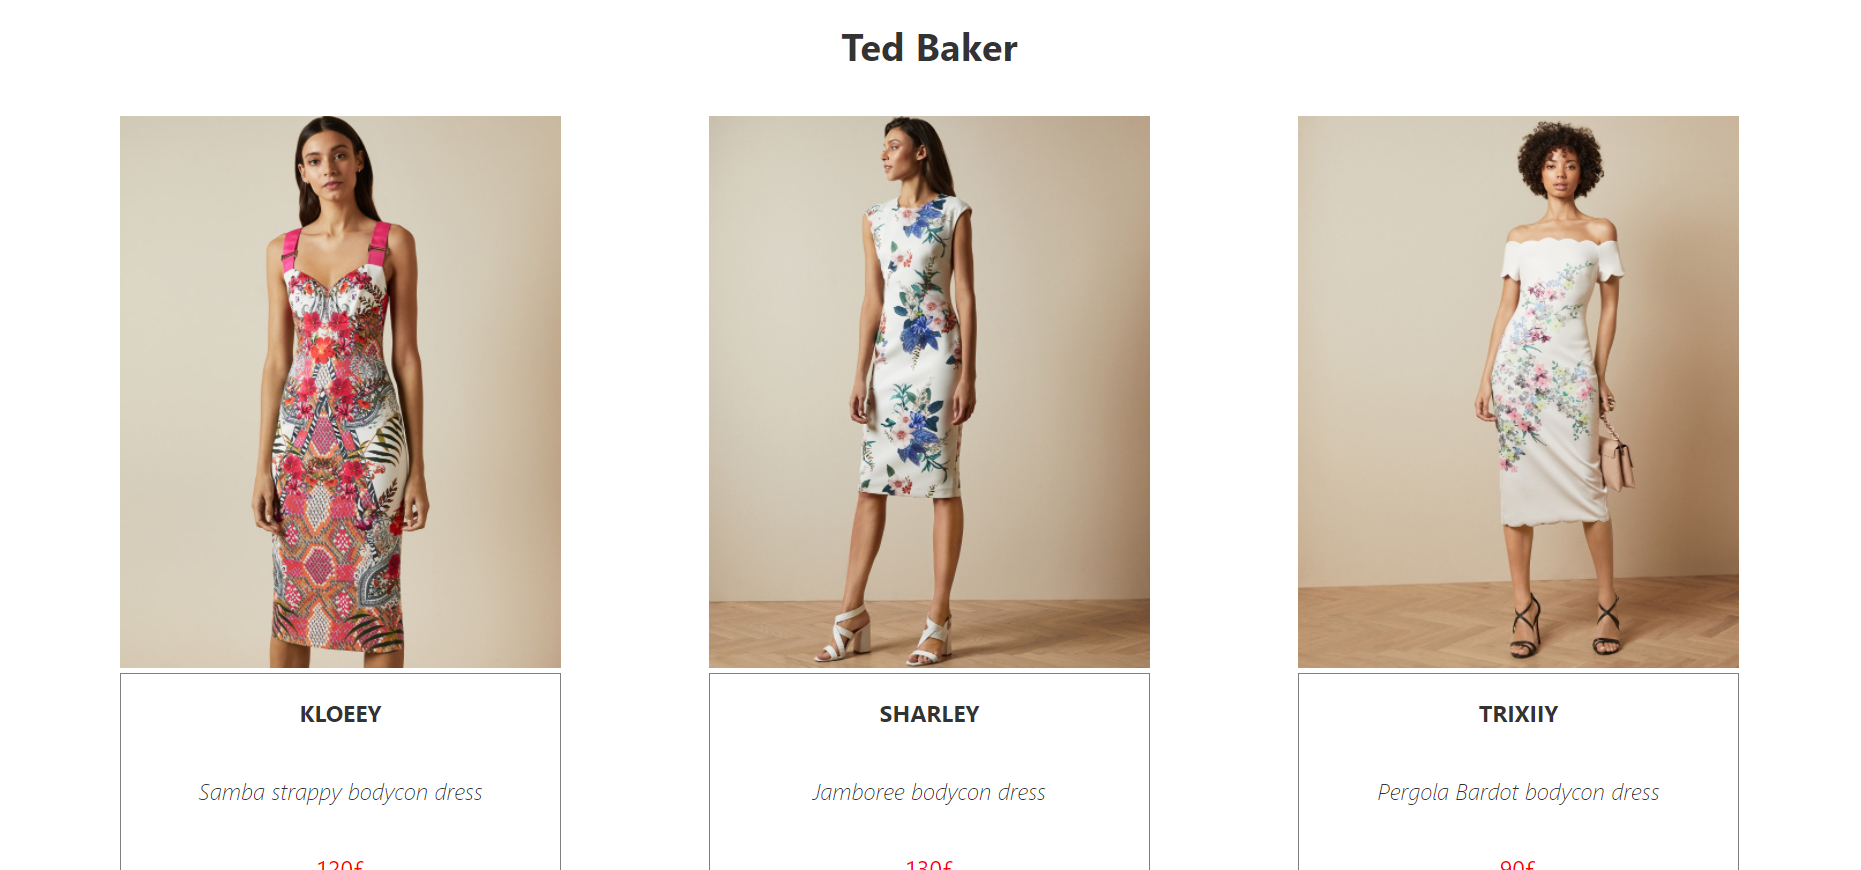 Ted Baker
KLOEEY
Samba strappy bodycon dress
120£
SHARLEY
Jamboree bodycon dress
130£
TRIXIIY
Pergola Bardot bodycon dress
90£